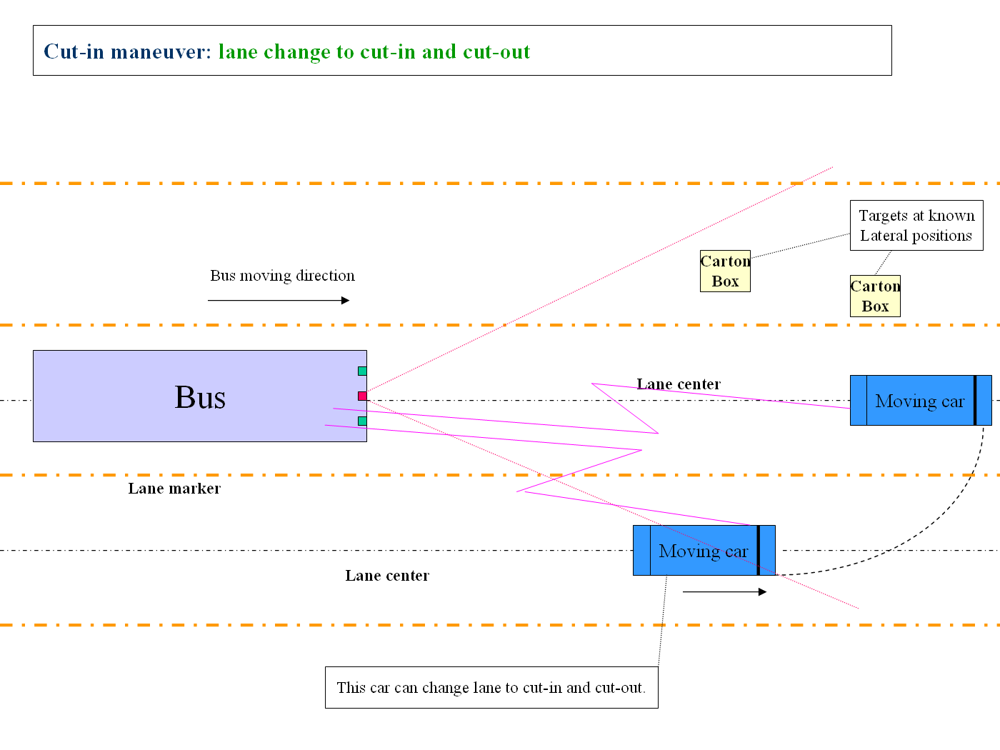 Cut-in maneuver: lane change to cut-in and cut-out
Targets at known
Lateral positions
Carton
Box
Bus moving direction
Carton
Box
Lane center
Bus
Moving car
Lane marker
Moving car
Lane center
This car can change lane to cut-in and cut-out.